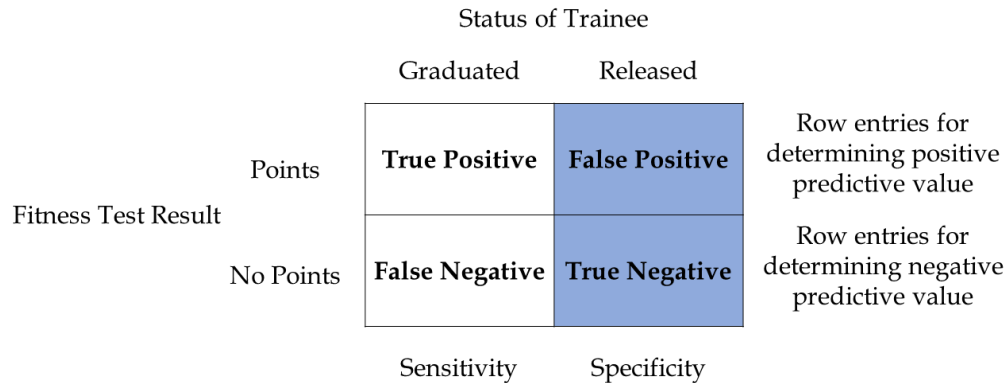 Status of Trainee
Graduated
Released
Points
True Positive
False Positive
Row entries for
determining positive
predictive value
Fitness Test Result
No Points
False Negative
True Negative
Row entries for
determining negative
predictive value
Sensitivity
Specificity